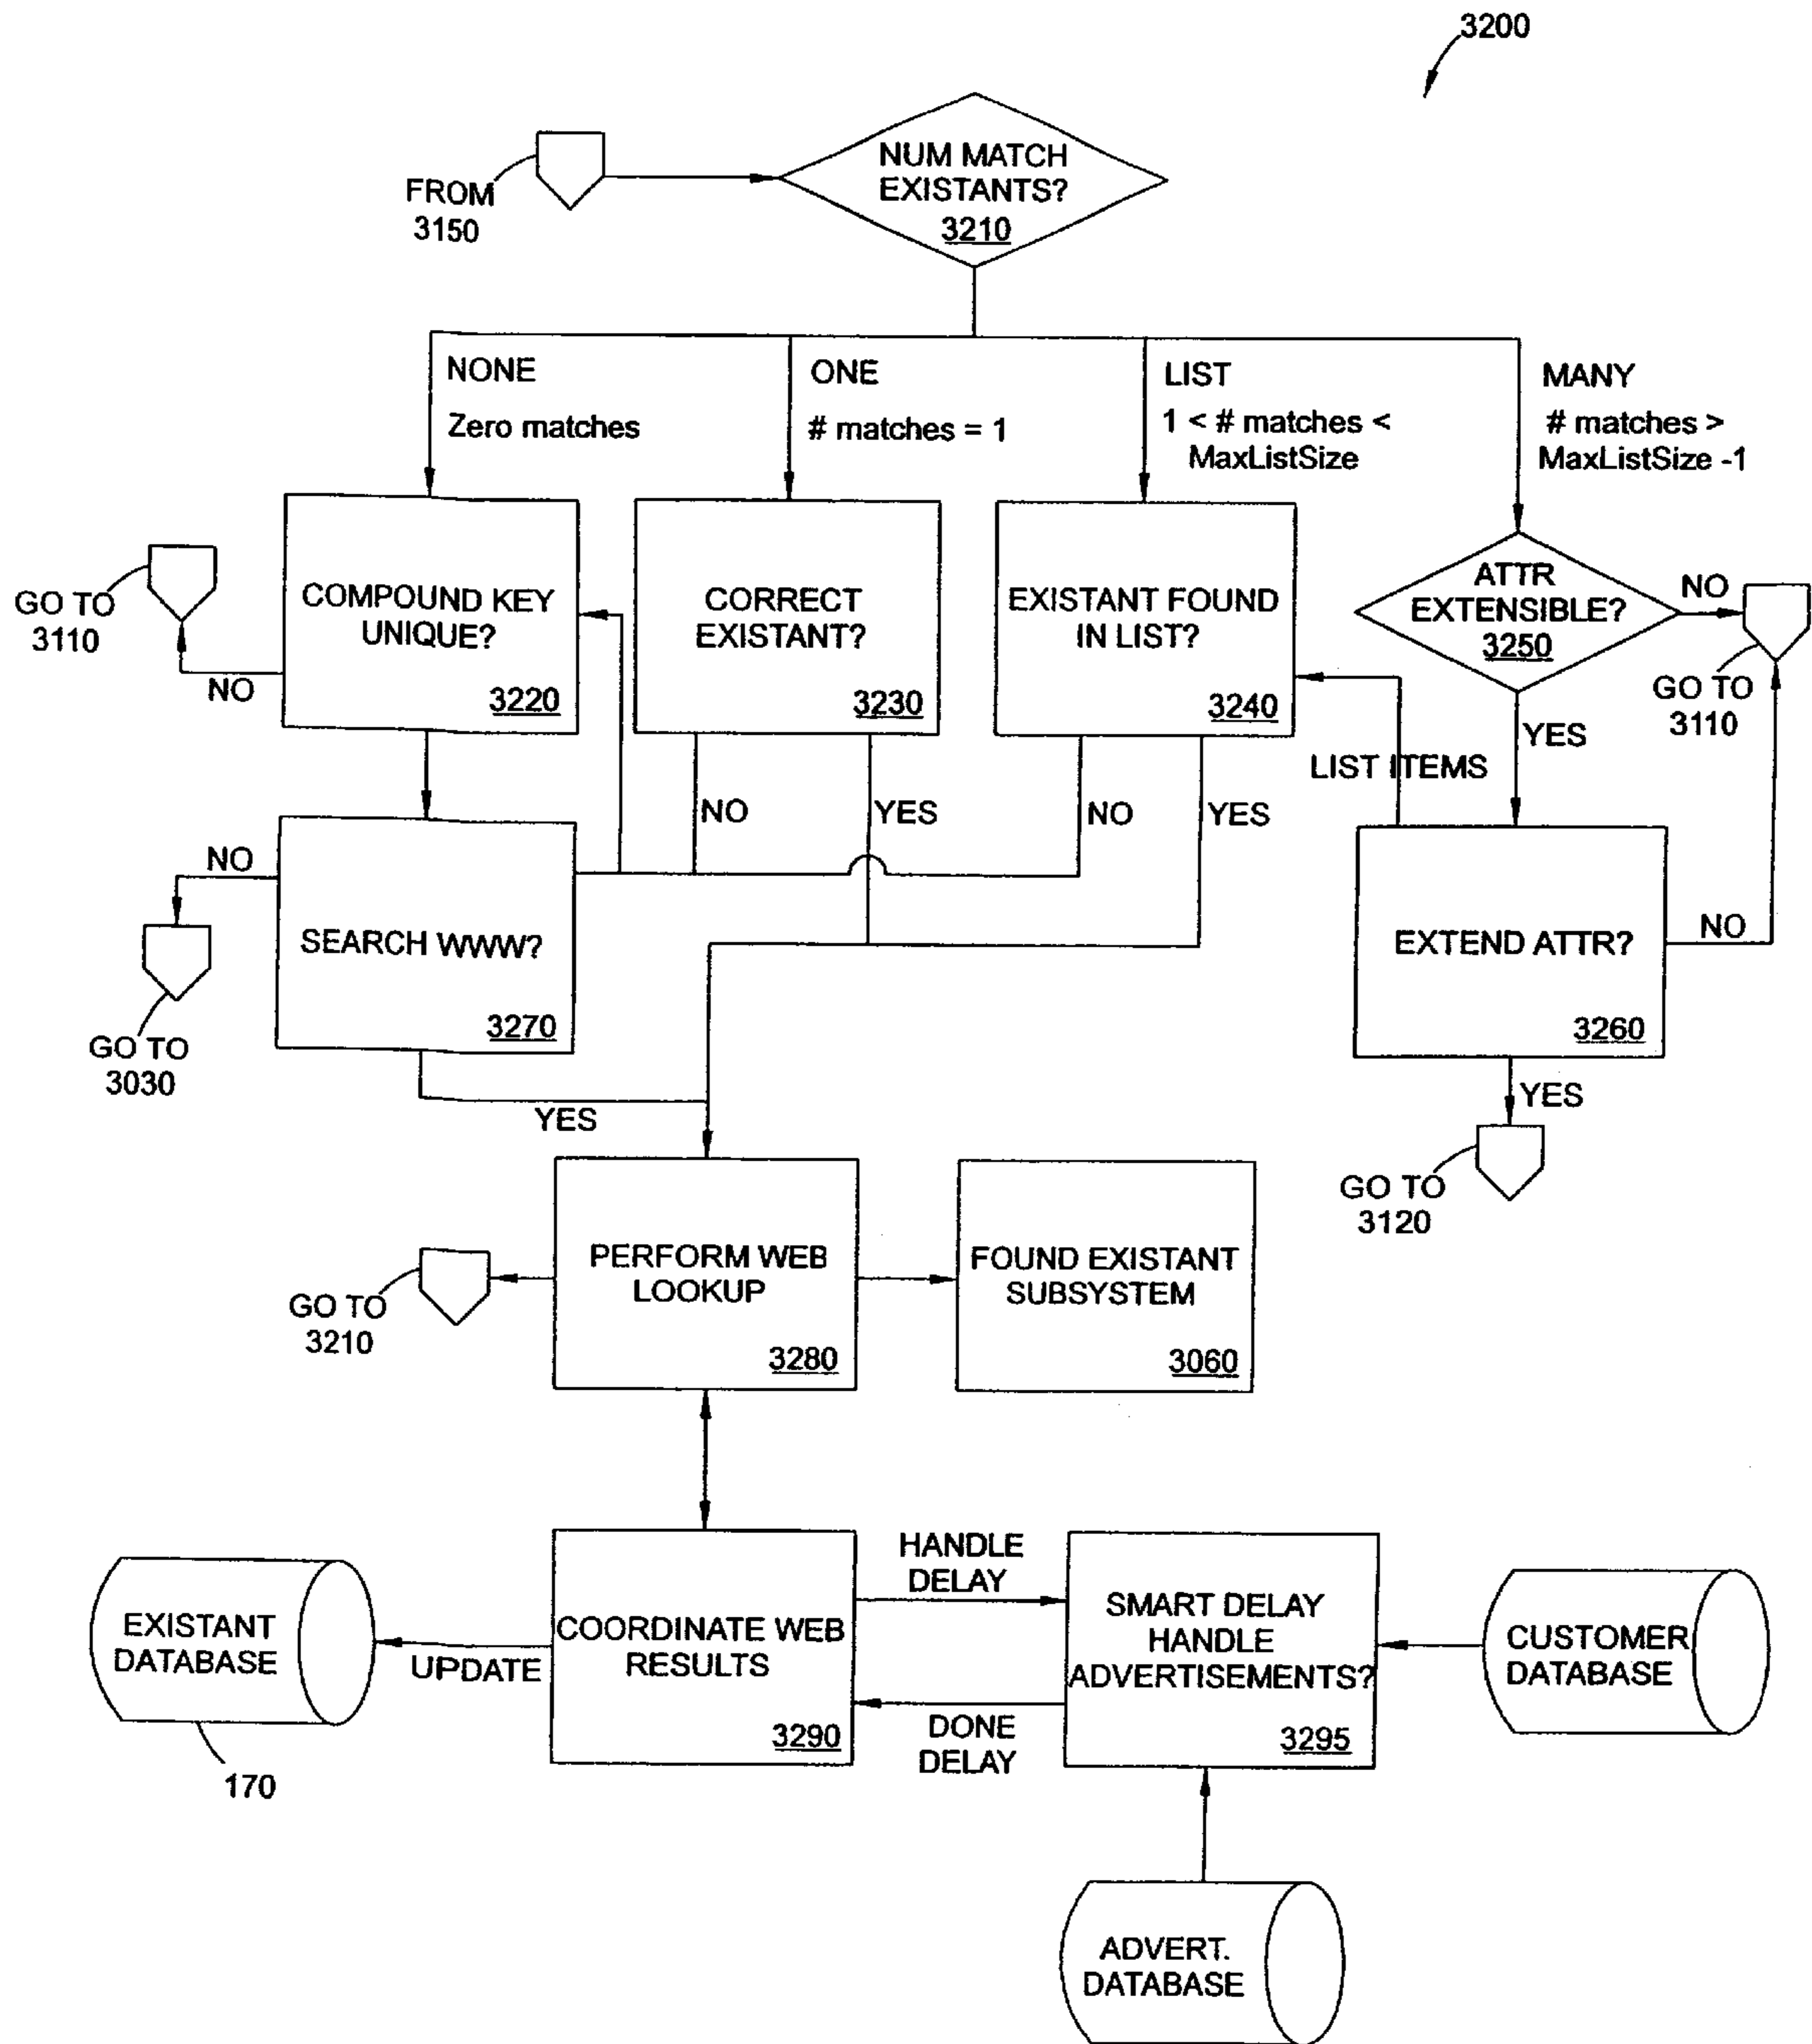 3200
NUM MATCH
EXISTANTS?
3210
FROM
3150
NONE
Zero matches
ONE
# matches = 1
LIST
1 < # matches <
MaxListSize
MANY
# matches >
MaxListSize -1
GO TO
3110
NO
COMPOUND KEY
UNIQUE?
3220
CORRECT
EXISTANT?
3230
EXISTANT FOUND
IN LIST?
3240
ATTR
EXTENSIBLE?
3250
NO
GO TO
3110
YES
LIST ITEMS
NO
YES
NO
YES
NO
SEARCH WWW?
3270
GO TO
3030
YES
EXTEND ATTR?
3260
NO
YES
GO TO
3120
PERFORM WEB
LOOKUP
3280
GO TO
3210
FOUND EXISTANT
SUBSYSTEM
3060
EXISTANT
DATABASE
170
UPDATE
COORDINATE WEB
RESULTS
3290
HANDLE
DELAY
DONE
DELAY
SMART DELAY
HANDLE
ADVERTISEMENTS?
3295
CUSTOMER
DATABASE
ADVERT.
DATABASE